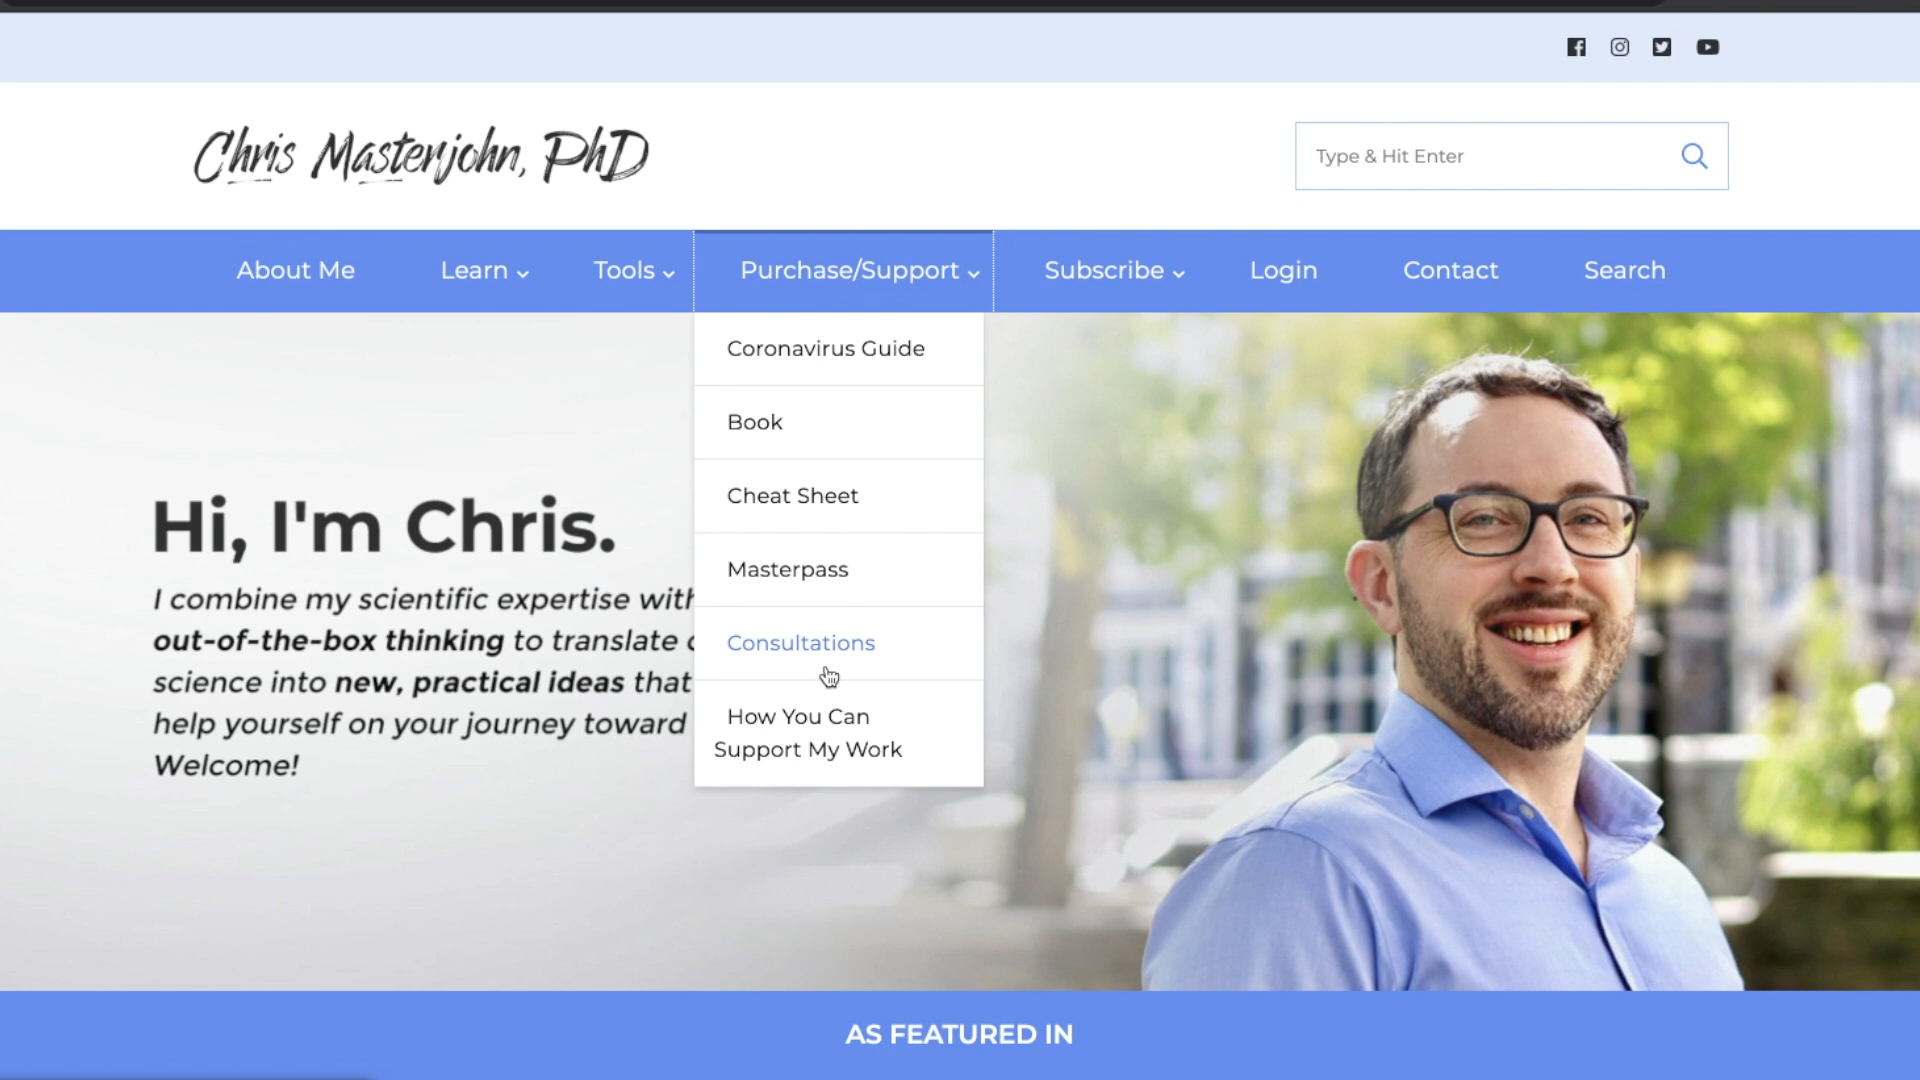 Chris Masterjohn, PhD
Type & Hit Enter
About Me Learn Tools Purchase/Support Subscribe Login Contact Search
Coronavirus Guide
Book
Cheat Sheet
Masterpass
Consultations
How You Can
Support My Work
Hi, I'm Chris.
I combine my scientific expertise with
out-of-the-box thinking to translate
science into new, practical ideas that
help yourself on your journey toward
Welcome!
AS FEATURED IN